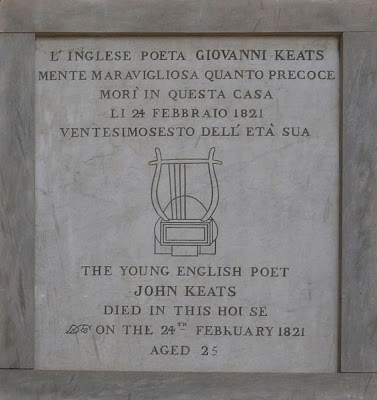 L' INGLESE POETA GIOVANNI KEATS
MENTE MARAVIGLIOSA QUANTO PRECOCE
MORÌ IN QUESTA CASA
LI 24 FEBBRAIO 1821
VENTESIMOSESTO DELL' ETÀ SUA
THE YOUNG ENGLISH POET
JOHN KEATS
DIED IN THIS HOUSE
ON THE 24TH FEBRUARY 1821
AGED 25